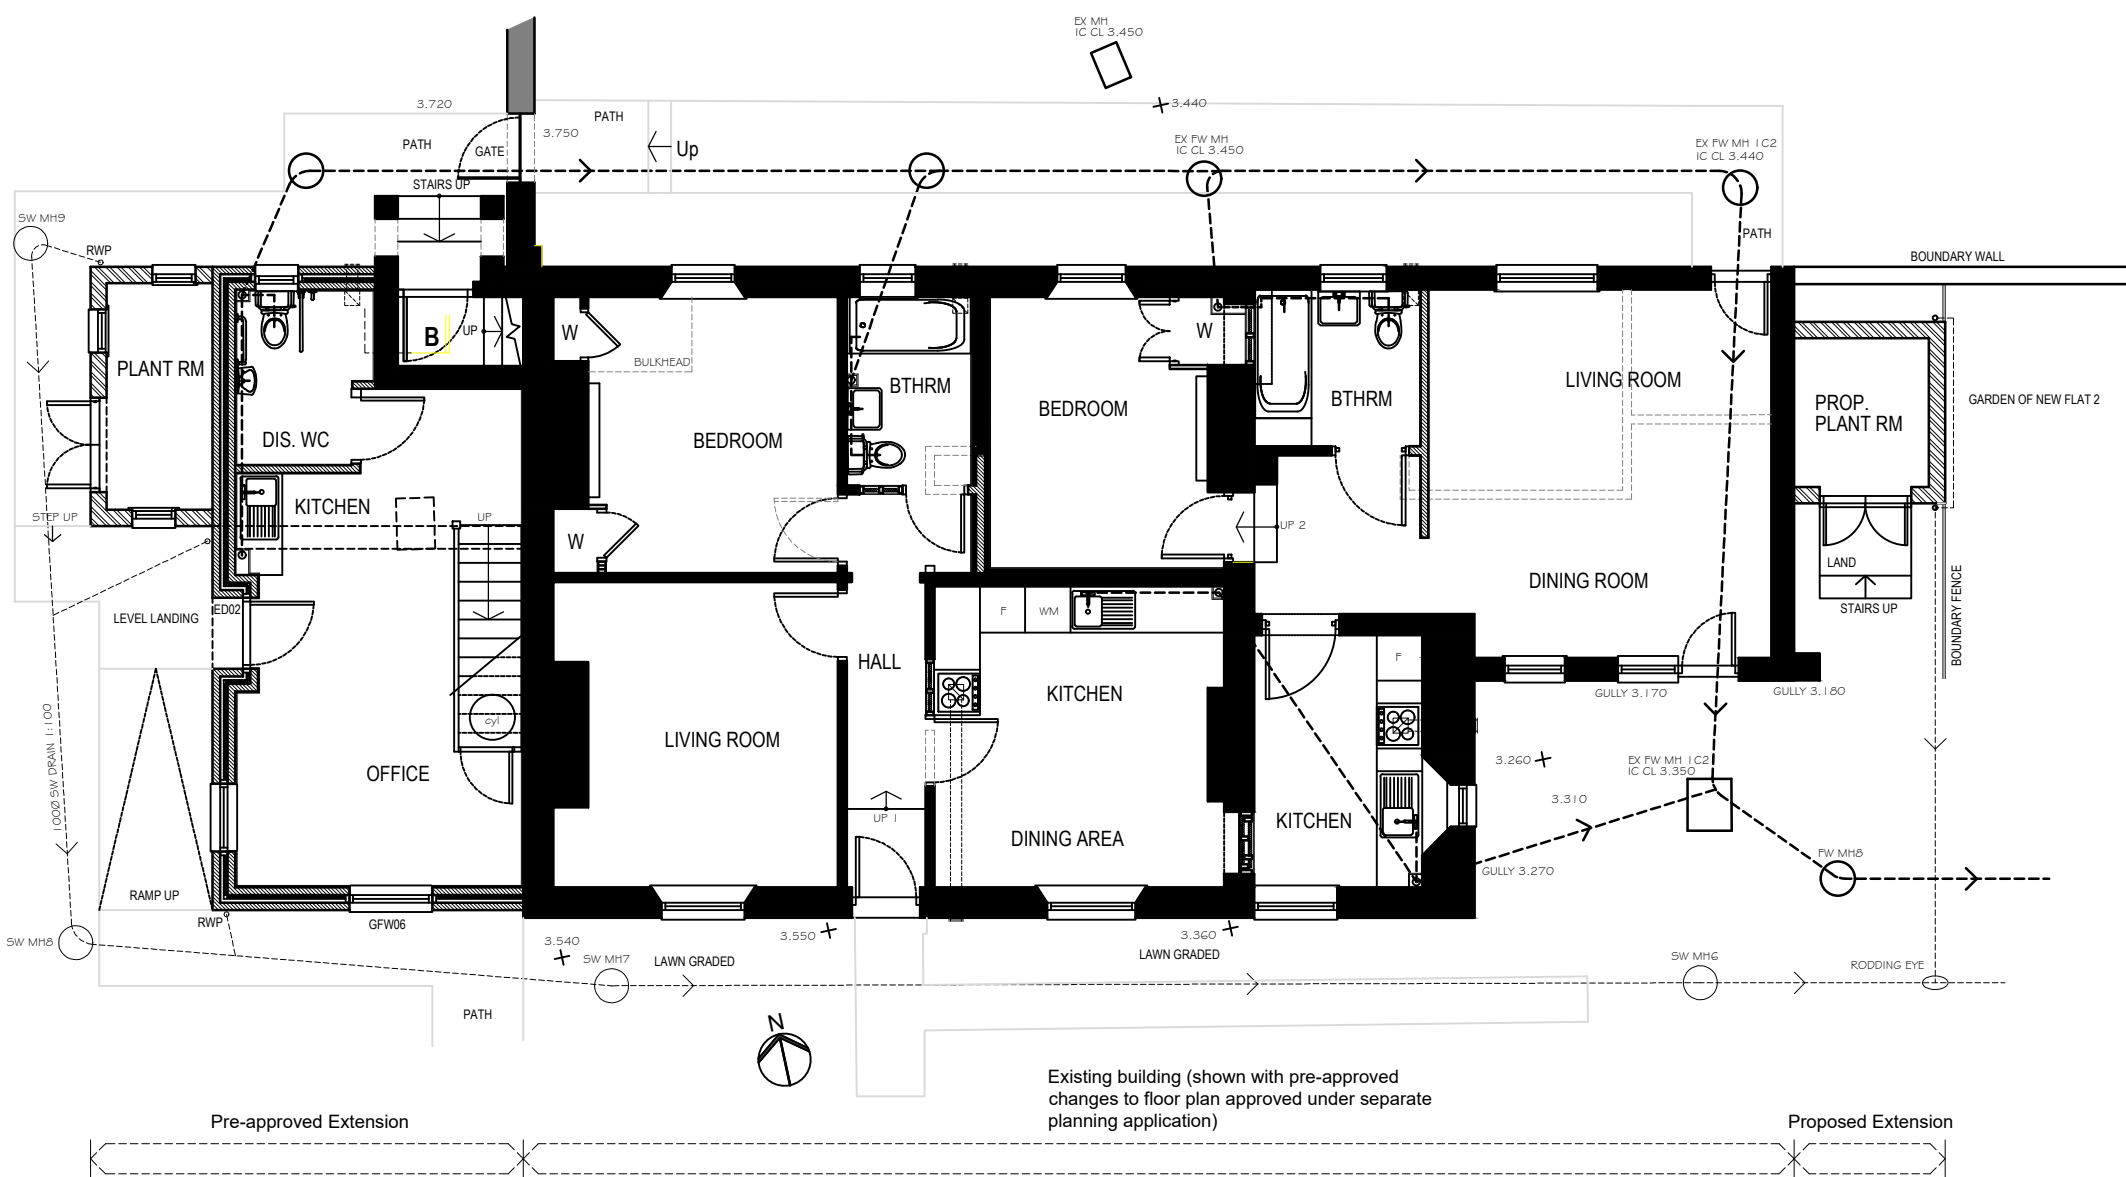 EX MH
IC CL 3.450
3.720
3.440
PATH
3.750
PATH
GATE
Up
EX FW MH
IC CL 3.450
EX FW MH 1C2
IC CL 3.440
STAIRS UP
SW MH9
RWP
PATH
BOUNDARY WALL
B
UP
W
W
BULKHEAD
PLANT RM
BTHRM
BEDROOM
BTHRM
LIVING ROOM
PROP.
PLANT RM
GARDEN OF NEW FLAT 2
DIS. WC
BEDROOM
KITCHEN
STEP UP
UP
W
UP 2
LAND
DINING ROOM
STAIRS UP
BOUNDARY FENCE
LEVEL LANDING
ED02
F
WM
HALL
KITCHEN
F
GULLY 3.170
GULLY 3.180
cyl
100Ø SW DRAIN 1:100
LIVING ROOM
OFFICE
3.260
EX FW MH 1C2
IC CL 3.350
3.310
UP 1
DINING AREA
KITCHEN
FW MH8
GULLY 3.270
RAMP UP
RWP
GFW06
SW MH8
3.540
3.550
3.360
SW MH7
LAWN GRADED
LAWN GRADED
SW MH6
RODDING EYE
PATH
N
Existing building (shown with pre-approved
changes to floor plan approved under separate
planning application)
Pre-approved Extension
Proposed Extension